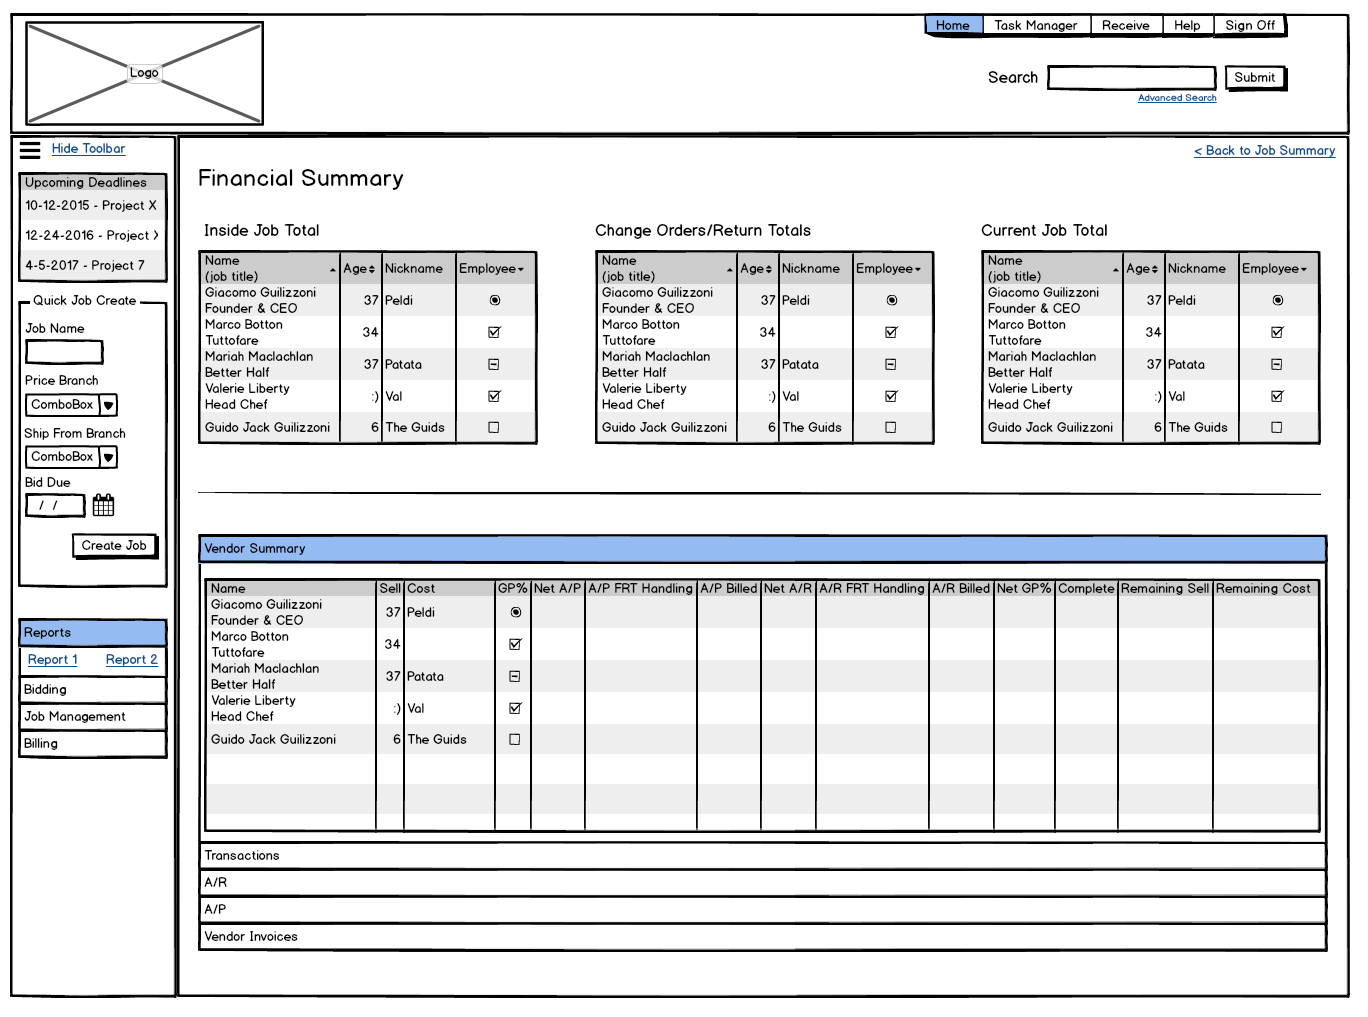 Logo
Home Task Manager Receive Help Sign Off
Search Submit
Advanced Search
Hide Toolbar
Upcoming Deadlines
10-12-2015 - Project X
12-24-2016 - Project
4-5-2017 - Project 7
Quick Job Create
Job Name
Price Branch
ComboBox
Ship From Branch
ComboBox
Bid Due
/ /
Create Job
Reports
Report 1 Report 2
Bidding
Job Management
Billing
< Back to Job Summary
Financial Summary
Inside Job Total
Name
(job title) Age Nickname Employee
Giacomo Guilizzoni
Founder & CEO 37 Peldi
Marco Botton
Tuttofare 34
Mariah Maclachlan
Better Half 37 Patata
Valerie Liberty
Head Chef :) Val
Guido Jack Guilizzoni 6 The Guids
Change Orders/Return Totals
Name
(job title) Age Nickname Employee
Giacomo Guilizzoni
Founder & CEO 37 Peldi
Marco Botton
Tuttofare 34
Mariah Maclachlan
Better Half 37 Patata
Valerie Liberty
Head Chef :) Val
Guido Jack Guilizzoni 6 The Guids
Current Job Total
Name
(job title) Age Nickname Employee
Giacomo Guilizzoni
Founder & CEO 37 Peldi
Marco Botton
Tuttofare 34
Mariah Maclachlan
Better Half 37 Patata
Valerie Liberty
Head Chef :) Val
Guido Jack Guilizzoni 6 The Guids
Vendor Summary
Name Sell Cost GP% Net A/P A/P FRT Handling A/P Billed Net A/R A/R FRT Handling A/R Billed Net GP% Complete Remaining Sell Remaining Cost
Giacomo Guilizzoni
Founder & CEO 37 Peldi
Marco Botton
Tuttofare 34
Mariah Maclachlan
Better Half 37 Patata
Valerie Liberty
Head Chef :) Val
Guido Jack Guilizzoni 6 The Guids
Transactions
A/R
A/P
Vendor Invoices